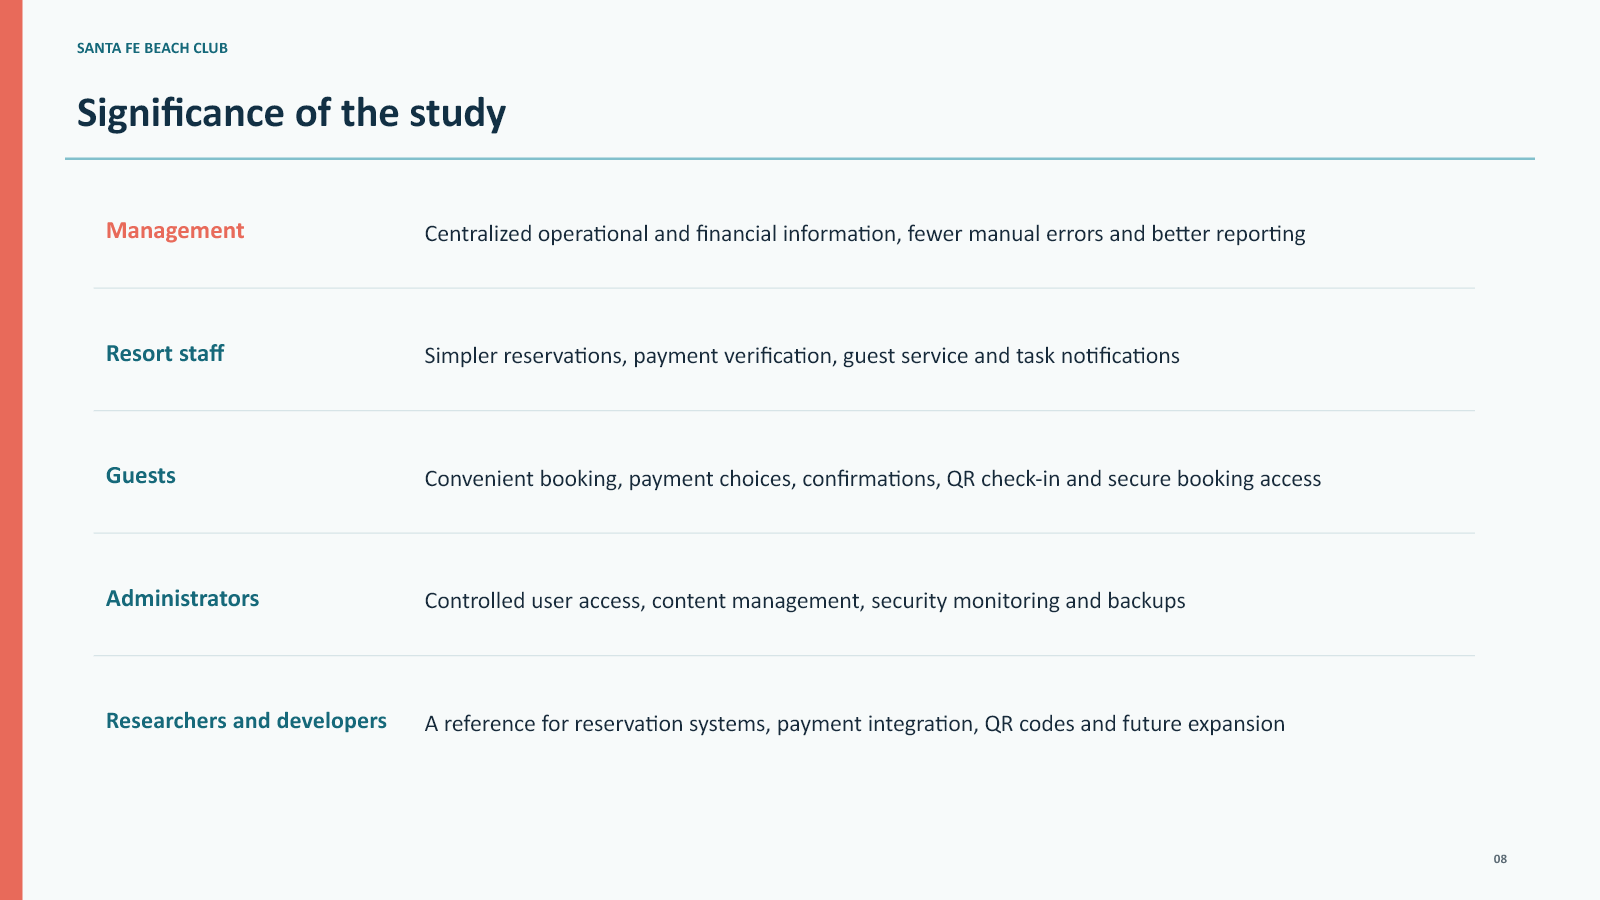 SANTA FE BEACH CLUB
Significance of the study
Management
Centralized operational and financial information, fewer manual errors and better reporting
Resort staff
Simpler reservations, payment verification, guest service and task notifications
Guests
Convenient booking, payment choices, confirmations, QR check-in and secure booking access
Administrators
Controlled user access, content management, security monitoring and backups
Researchers and developers
A reference for reservation systems, payment integration, QR codes and future expansion
08